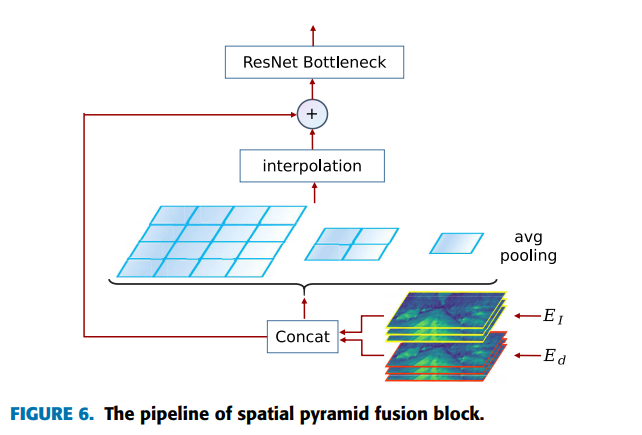 ResNet Bottleneck
+
interpolation
avg
pooling
Concat
E_I
E_d
FIGURE 6. The pipeline of spatial pyramid fusion block.